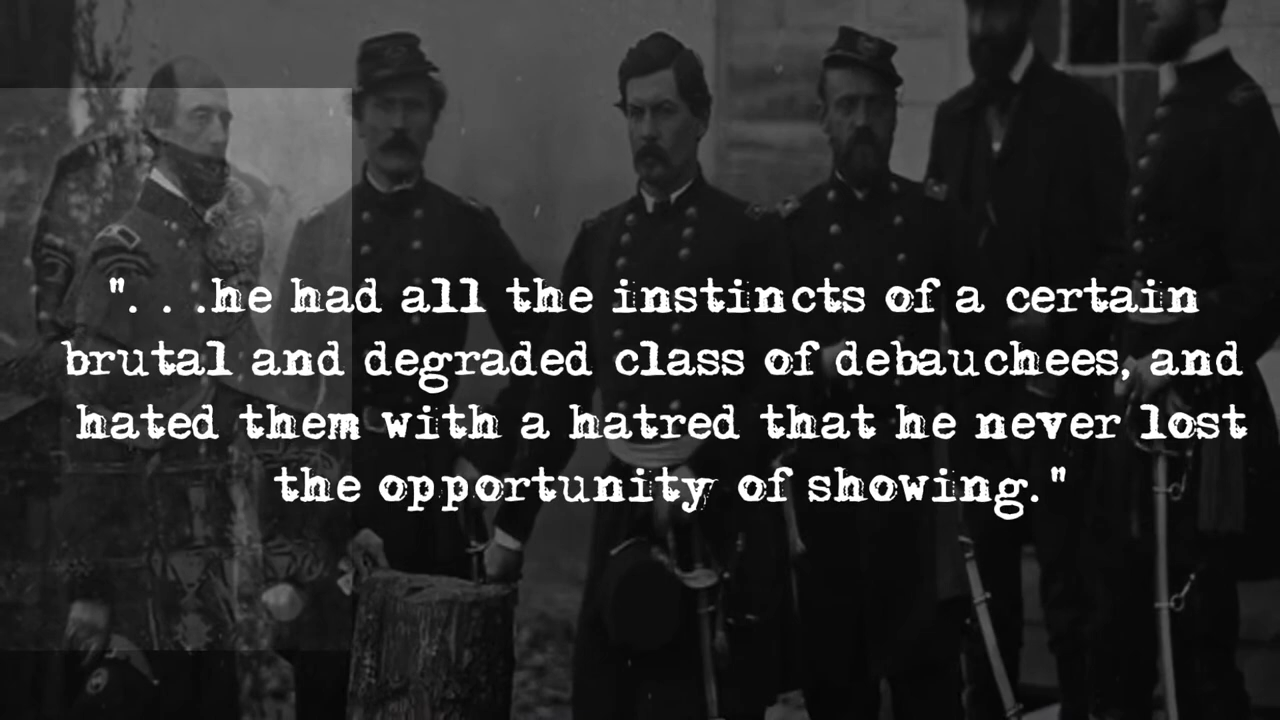 ". . .he had all the instincts of a certain
brutal and degraded class of debauchees, and
hated them with a hatred that he never lost
the opportunity of showing."